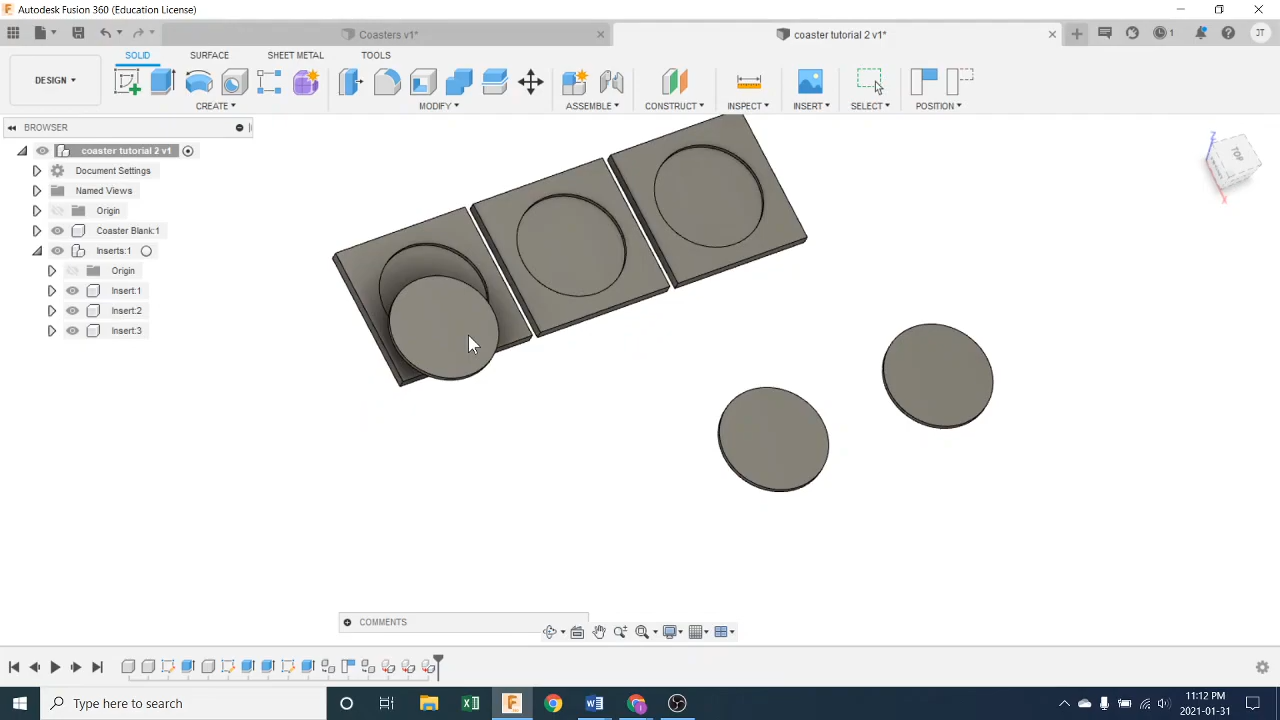 Autodesk Fusion 360 (Education License)
Coasters v1*
coaster tutorial 2 v1*
1
JT
SOLID
SURFACE
SHEET METAL
TOOLS
DESIGN
CREATE
MODIFY
ASSEMBLE
CONSTRUCT
INSPECT
INSERT
SELECT
POSITION
BROWSER
coaster tutorial 2 v1
Document Settings
Named Views
Origin
Coaster Blank:1
Inserts:1
Origin
Insert:1
Insert:2
Insert:3
Z
TOP
X
COMMENTS
Type here to search
11:12 PM
2021-01-31